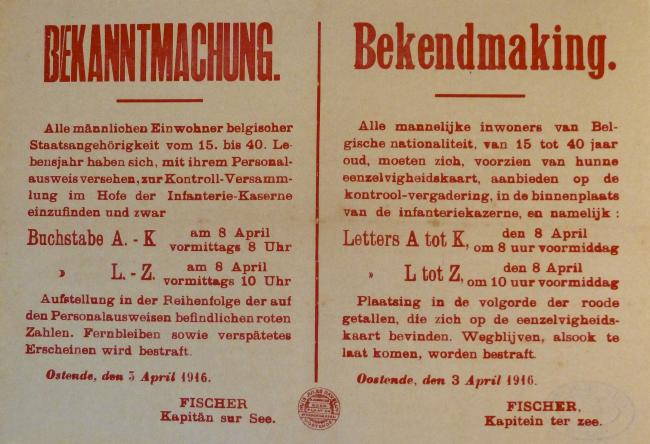 BEKANNTMACHUNG.
Alle männlichen Einwohner belgischer
Staatsangehörigkeit vom 15. bis 40. Le-
bensjahr haben sich, mit ihrem Personal-
ausweis versehen, zur Kontroll-Versamm-
lung im Hofe der Infanterie-Kaserne
einzufinden und zwar
Buchstabe A. - K am 8 April
vormittags 8 Uhr
» L. - Z. am 8 April
vormittags 10 Uhr
Aufstellung in der Reihenfolge der auf
den Personalausweisen befindlichen roten
Zahlen. Fernbleiben sowie verspätetes
Erscheinen wird bestraft.
Ostende, den 3 April 1916.
FISCHER
Kapitän sur See.
Bekendmaking.
Alle mannelijke inwoners van Bel-
gische nationaliteit, van 15 tot 40 jaar
oud, moeten zich, voorzien van hunne
eenzelvigheidskaart, aanbieden op de
kontrool-vergadering, in de binnenplaats
van de infanteriekazerne, en namelijk :
Letters A tot K, den 8 April
om 8 uur voormiddag
» L tot Z, den 8 April
om 10 uur voormiddag
Plaatsing in de volgorde der roode
getallen, die zich op de eenzelvigheids-
kaart bevinden. Wegblijven, alsook te
laat komen, worden bestraft.
Oostende, den 3 April 1916.
FISCHER,
Kapitein ter zee.